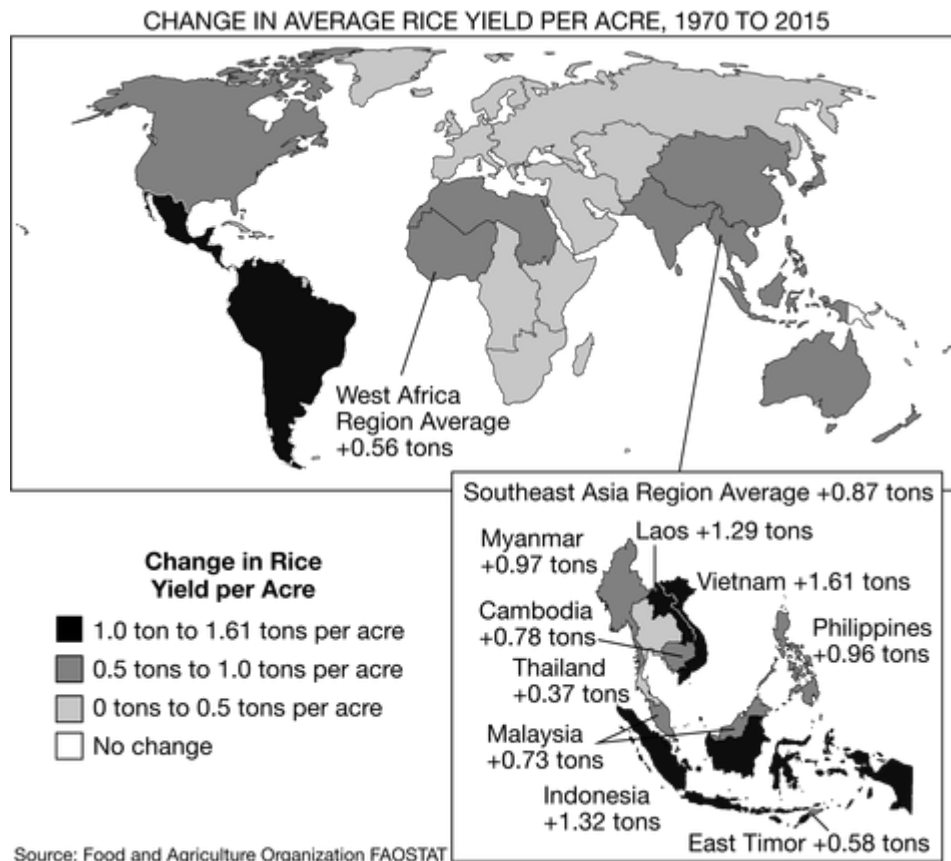 CHANGE IN AVERAGE RICE YIELD PER ACRE, 1970 TO 2015
West Africa
Region Average
+0.56 tons
Southeast Asia Region Average +0.87 tons
Myanmar
+0.97 tons
Laos +1.29 tons
Vietnam +1.61 tons
Cambodia
+0.78 tons
Philippines
+0.96 tons
Thailand
+0.37 tons
Malaysia
+0.73 tons
Indonesia
+1.32 tons
East Timor +0.58 tons
Change in Rice
Yield per Acre
1.0 ton to 1.61 tons per acre
0.5 tons to 1.0 tons per acre
0 tons to 0.5 tons per acre
No change
Source: Food and Agriculture Organization FAOSTAT